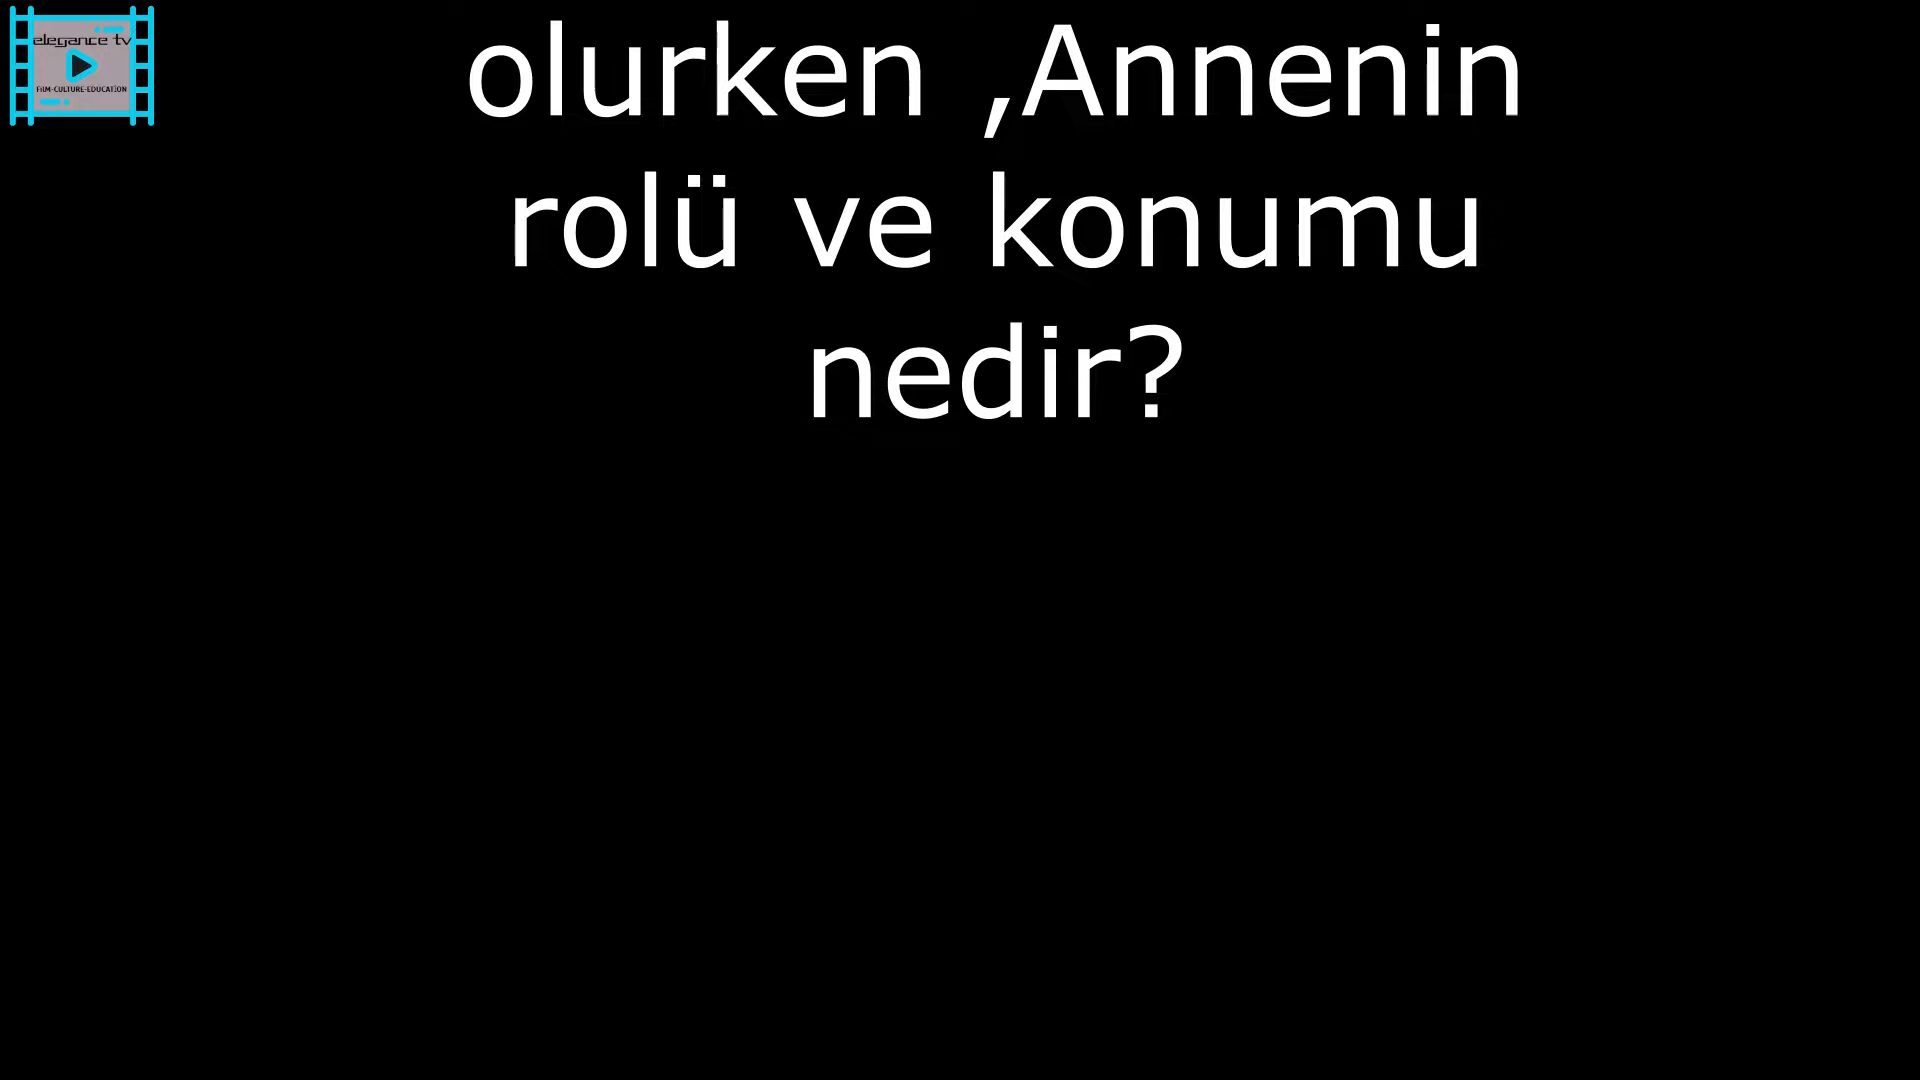 elegance tv
FILM-CULTURE-EDUCATION
olurken ,Annenin
rolü ve konumu
nedir?